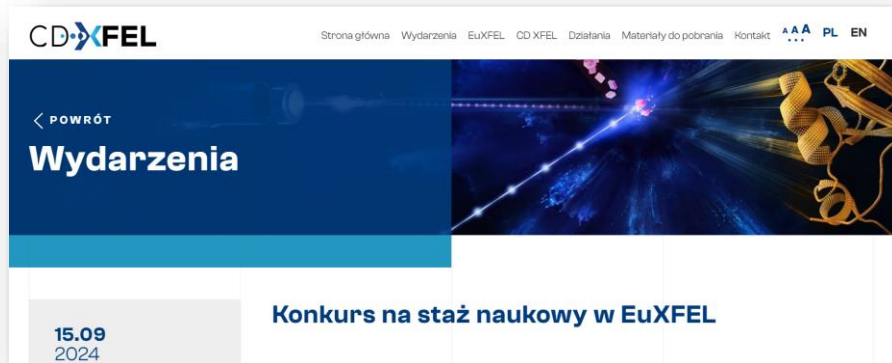 CD XFEL
Strona główna Wydarzenia EuXFEL CD XFEL Działania Materiały do pobrania Kontakt A A A PL EN
POWRÓT
Wydarzenia
Konkurs na staż naukowy w EuXFEL
15.09
2024